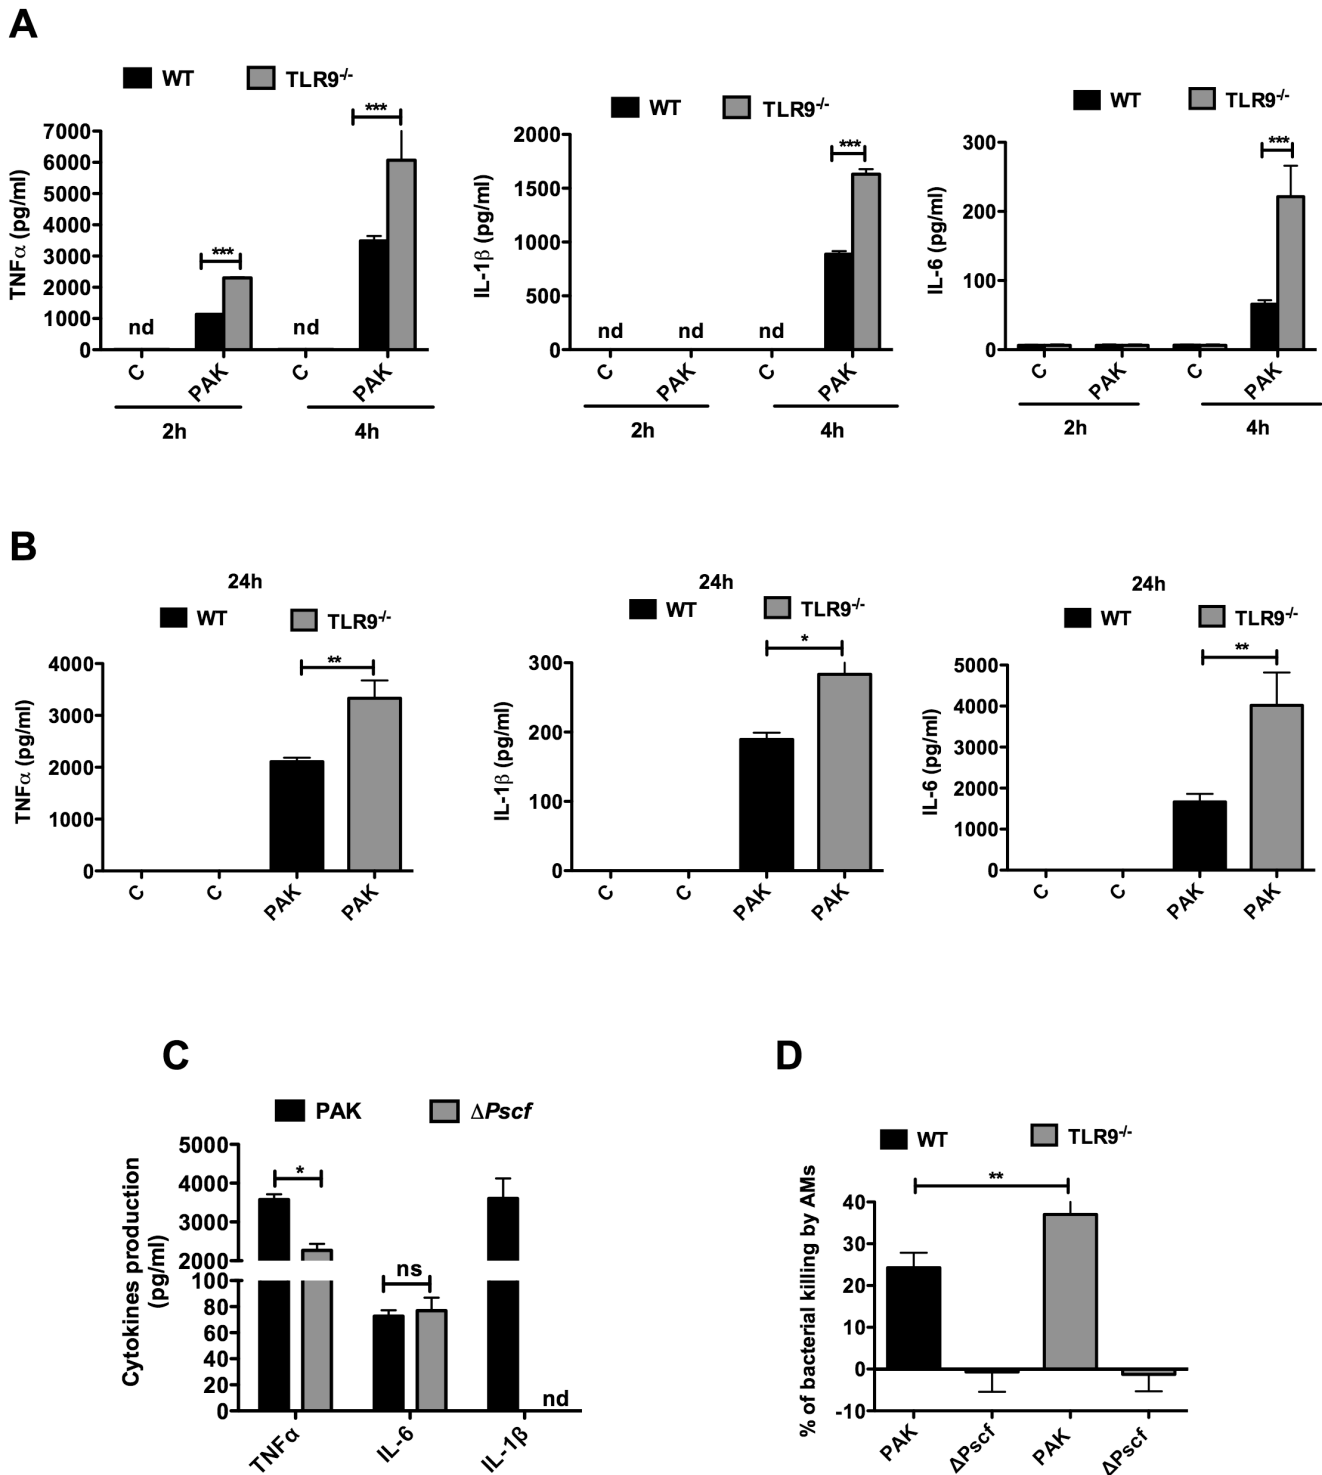 A
WT TLR9-/-
WT TLR9-/-
WT TLR9-/-
***
7000
6000
5000
4000
3000
2000
1000
0
TNFα (pg/ml)
***
nd
nd
C
PAK
C
PAK
2h
4h
2000
1500
1000
500
0
IL-1β (pg/ml)
***
nd
nd
nd
C
PAK
C
PAK
2h
4h
300
200
100
0
IL-6 (pg/ml)
***
C
PAK
C
PAK
2h
4h
B
24h
WT TLR9-/-
**
4000
3000
2000
1000
0
TNFα (pg/ml)
C
C
PAK
PAK
24h
WT TLR9-/-
*
300
200
100
0
IL-1β (pg/ml)
C
C
PAK
PAK
24h
WT TLR9-/-
**
5000
4000
3000
2000
1000
0
IL-6 (pg/ml)
C
C
PAK
PAK
C
PAK ΔPscf
5000
4000
3000
2000
100
80
60
40
20
0
Cytokines production
(pg/ml)
*
ns
nd
TNFα
IL-6
IL-1β
D
WT TLR9-/-
**
40
30
20
10
0
-10
% of bacterial killing by AMs
PAK
ΔPscf
PAK
ΔPscf